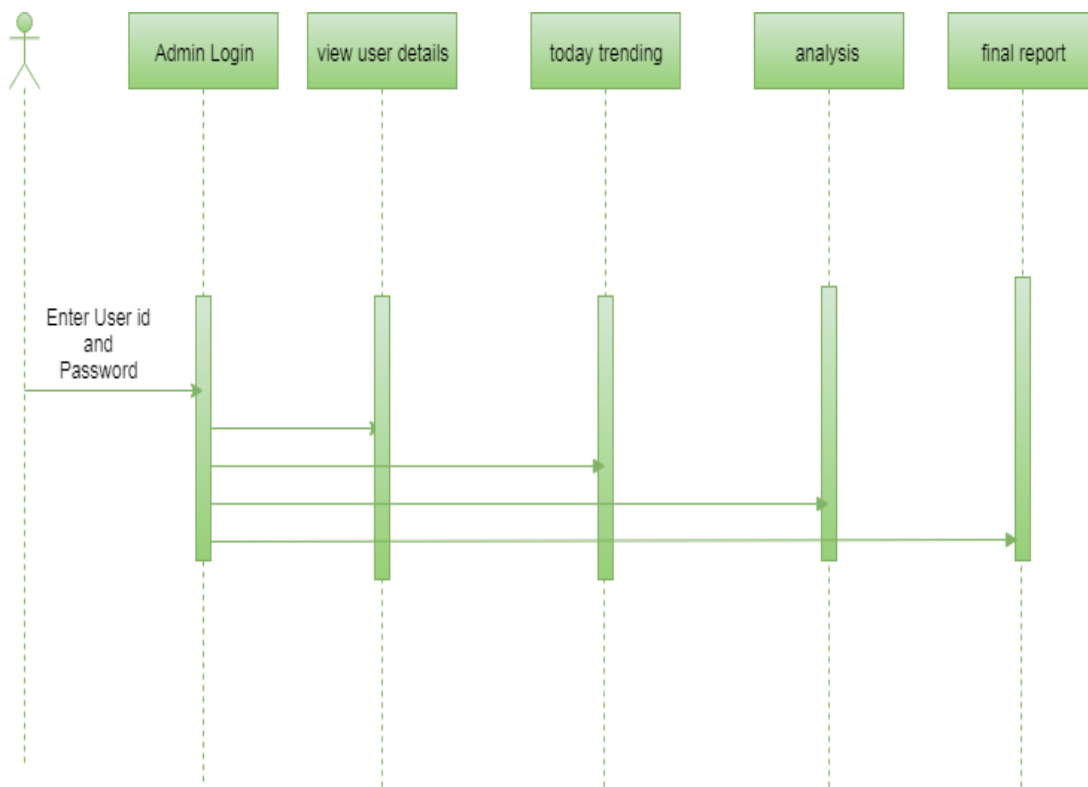 Admin Login
view user details
today trending
analysis
final report
Enter User id
and
Password